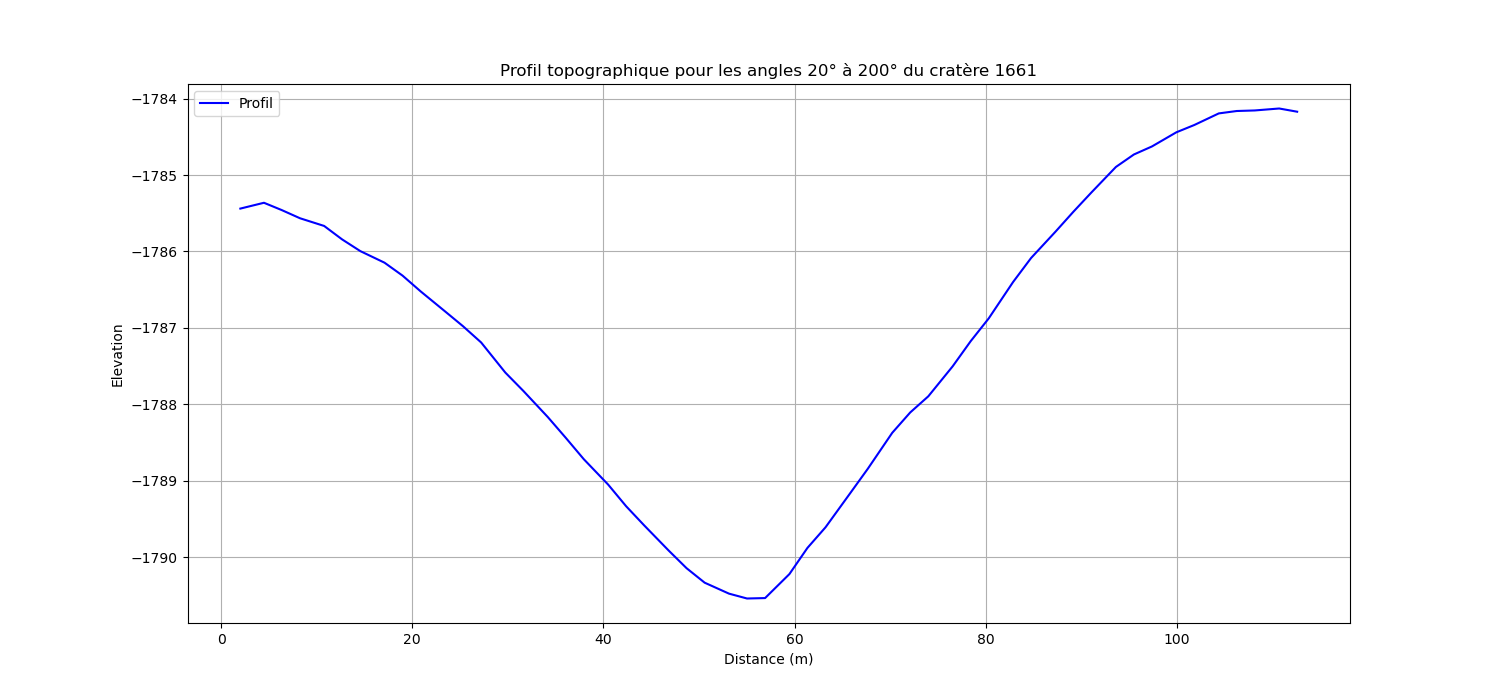 Profil topographique pour les angles 20° à 200° du cratère 1661
Profil
−1784
−1785
−1786
−1787
−1788
−1789
−1790
Elevation
0 20 40 60 80 100
Distance (m)